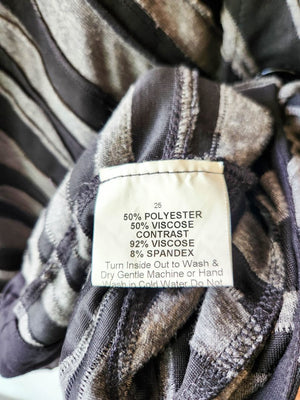 25
50% POLYESTER
50% VISCOSE
CONTRAST
92% VISCOSE
8% SPANDEX
Turn Inside Out to Wash &
Dry Gentle Machine or Hand
Wash in Cold Water Do Not